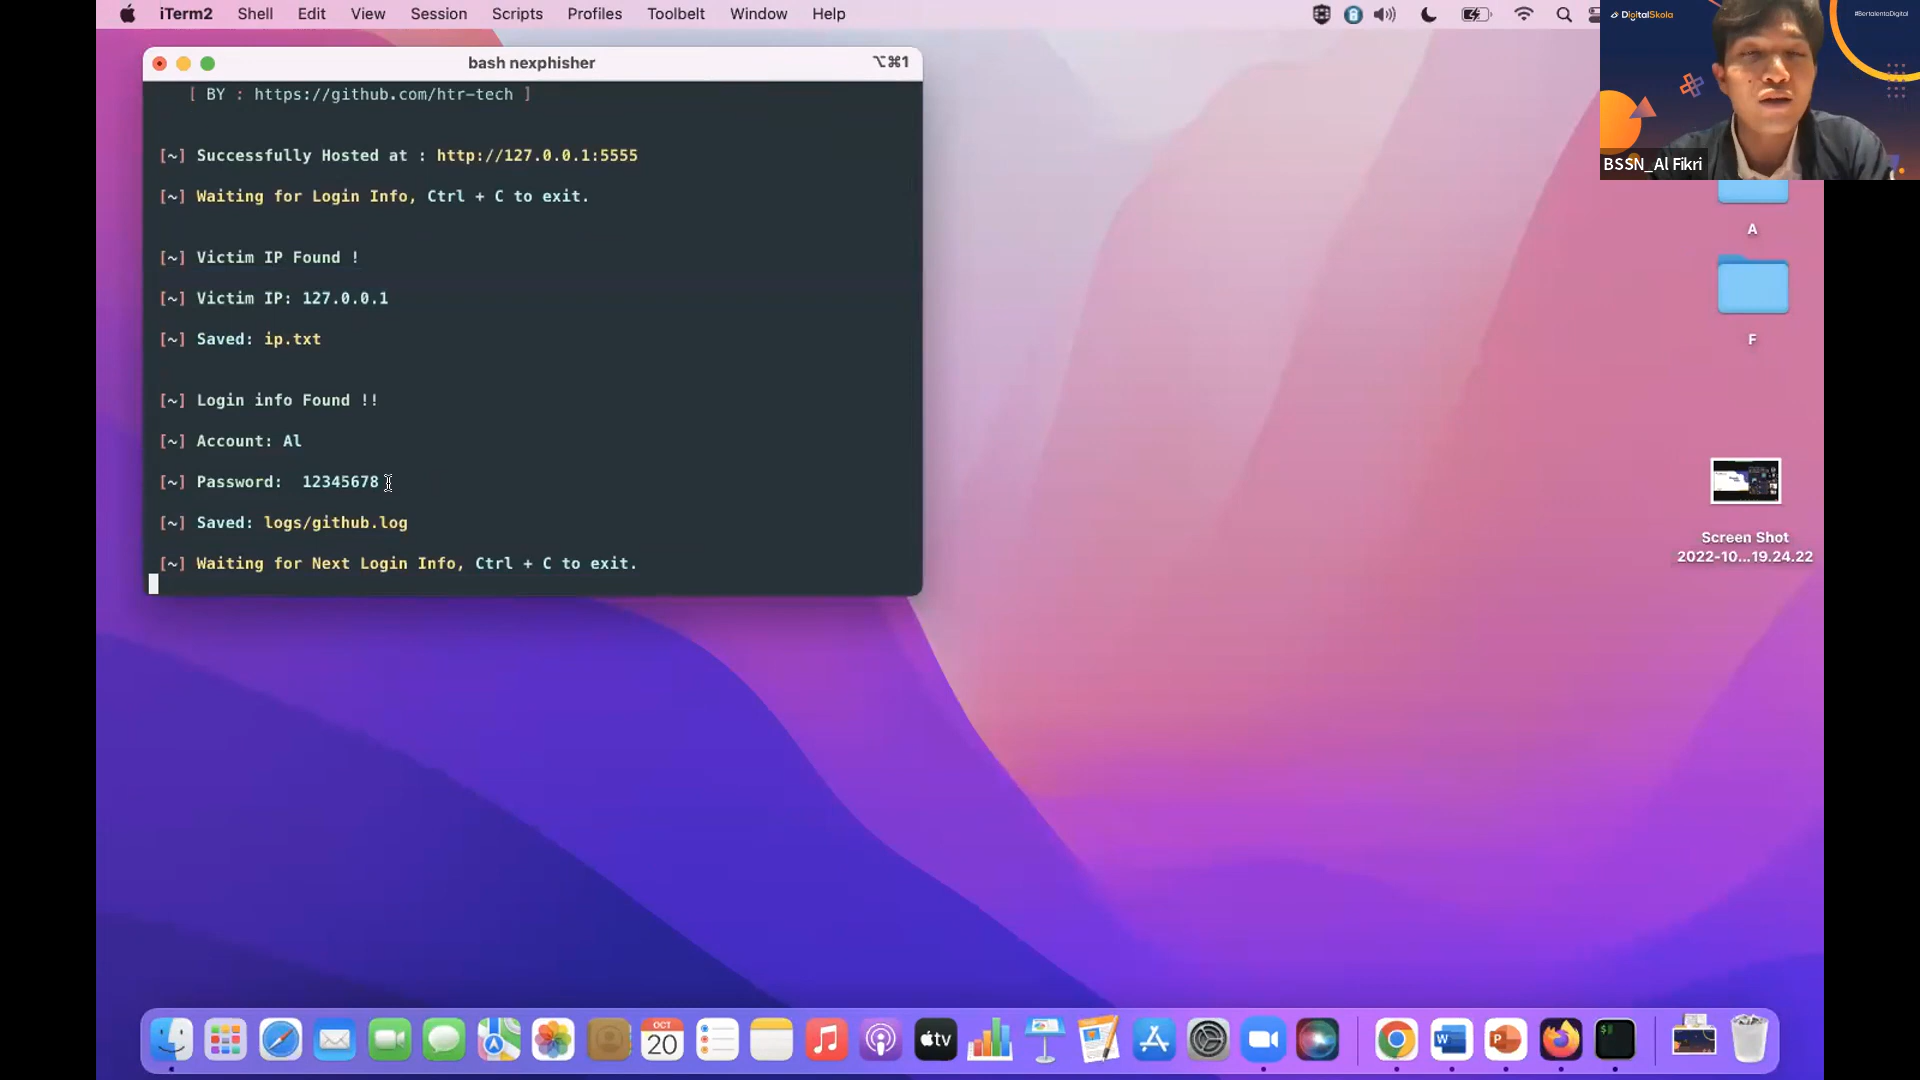 iTerm2 Shell Edit View Session Scripts Profiles Toolbelt Window Help
DigitalSkola
#BertalentaDigital
bash nexphisher
⌥⌘1
[ BY : https://github.com/htr-tech ]
[~] Successfully Hosted at : http://127.0.0.1:5555
[~] Waiting for Login Info, Ctrl + C to exit.
[~] Victim IP Found !
[~] Victim IP: 127.0.0.1
[~] Saved: ip.txt
[~] Login info Found !!
[~] Account: Al
[~] Password:  12345678
[~] Saved: logs/github.log
[~] Waiting for Next Login Info, Ctrl + C to exit.
BSSN_Al Fikri
A
F
Screen Shot
2022-10...19.24.22
OCT
20
tv
W
P
$